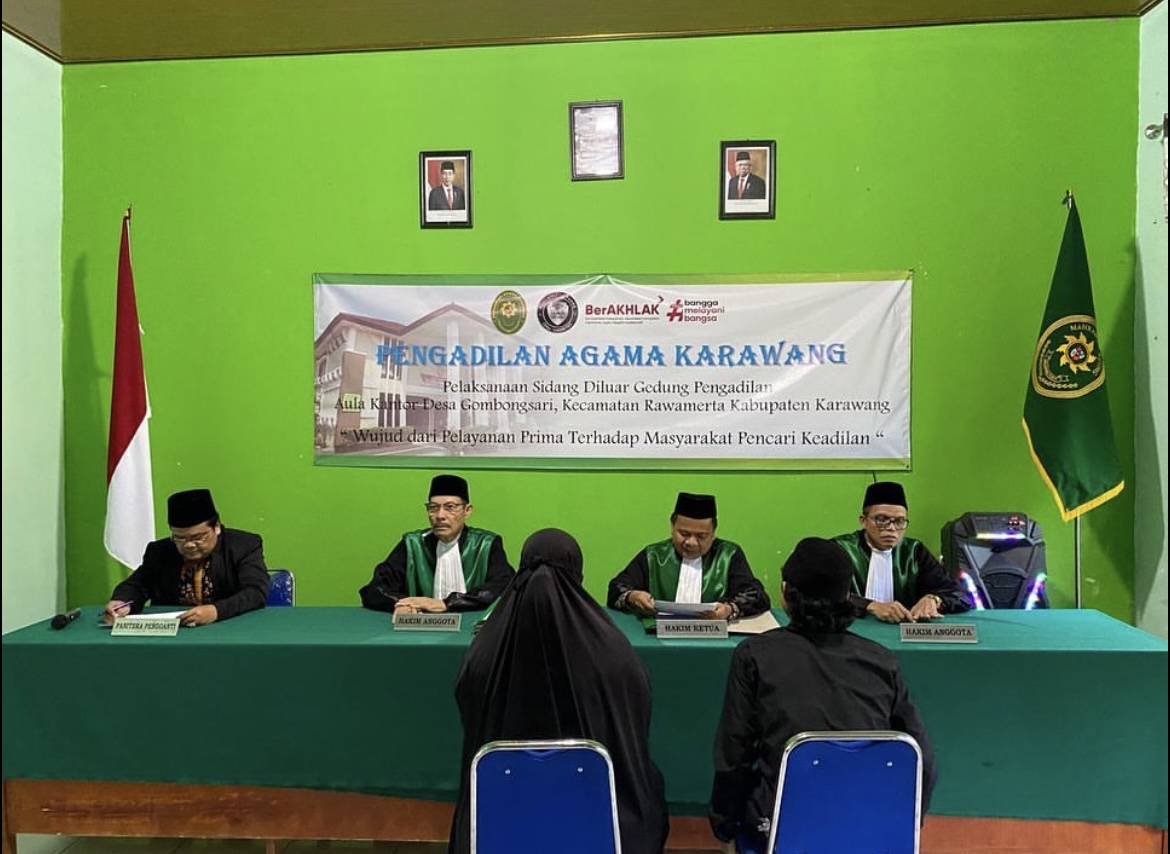 BerAKHLAK
bangga
melayani
bangsa
PENGADILAN AGAMA KARAWANG
Pelaksanaan Sidang Diluar Gedung Pengadilan
Aula Kantor Desa Gombongsari, Kecamatan Rawamerta Kabupaten Karawang
“ Wujud dari Pelayanan Prima Terhadap Masyarakat Pencari Keadilan “
PANITERA PENGGANTI
HAKIM ANGGOTA
HAKIM KETUA
HAKIM ANGGOTA